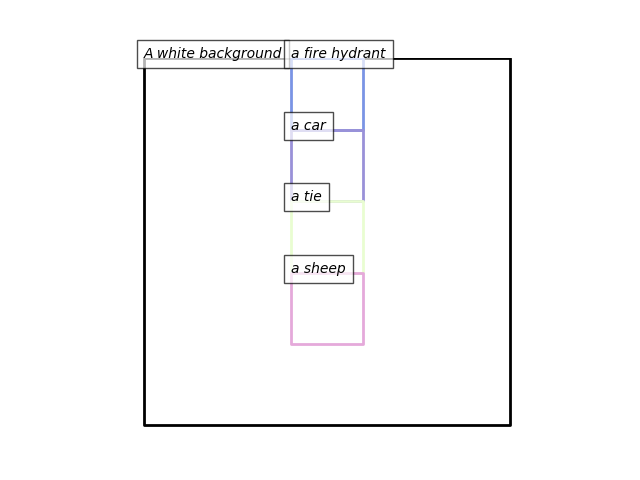 A white background
a fire hydrant
a car
a tie
a sheep